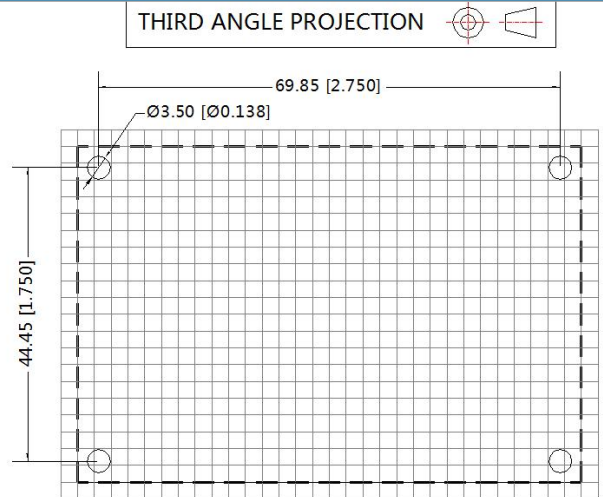 THIRD ANGLE PROJECTION
69.85 [2.750]
Ø3.50 [Ø0.138]
44.45 [1.750]